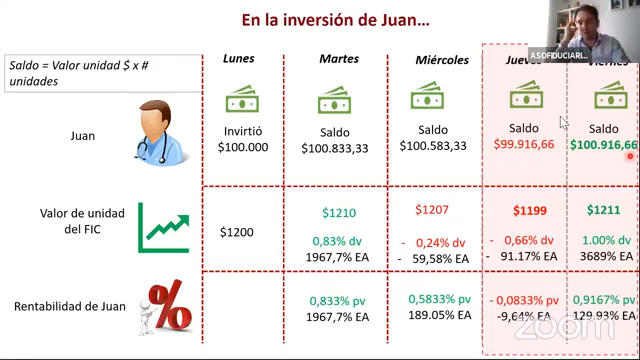 En la inversión de Juan…
ASOFIDUCIARI...
Saldo = Valor unidad $ x # unidades
Lunes
Martes
Miércoles
Jueves
Viernes
Juan
Invirtió
$100.000
Saldo
$100.833,33
Saldo
$100.583,33
Saldo
$99.916,66
Saldo
$100.916,66
Valor de unidad
del FIC
$1200
$1210
0,83% dv
1967,7% EA
$1207
- 0,24% dv
- 59,58% EA
$1199
- 0,66% dv
- 91.17% EA
$1211
1.00% dv
3689% EA
Rentabilidad de Juan
0,833% pv
1967,7% EA
0,5833% pv
189.05% EA
- 0,0833% pv
-9,64% EA
0,9167% pv
129.93% EA
zoom